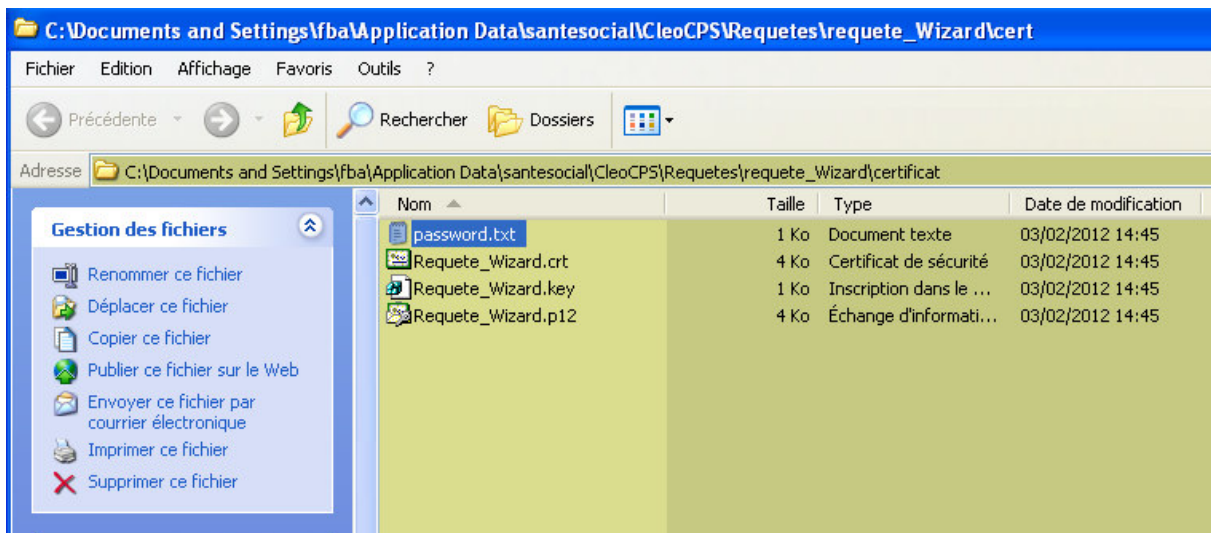 C:\Documents and Settings\fba\Application Data\santesocial\CleoCPS\Requetes\requete_Wizard\cert
Fichier Edition Affichage Favoris Outils ?
Précédente Rechercher Dossiers
Adresse C:\Documents and Settings\fba\Application Data\santesocial\CleoCPS\Requetes\requete_Wizard\certificat
Nom Taille Type Date de modification
Gestion des fichiers
Renommer ce fichier
Déplacer ce fichier
Copier ce fichier
Publier ce fichier sur le Web
Envoyer ce fichier par
courrier électronique
Imprimer ce fichier
Supprimer ce fichier
password.txt 1 Ko Document texte 03/02/2012 14:45
Requete_Wizard.crt 4 Ko Certificat de sécurité 03/02/2012 14:45
Requete_Wizard.key 1 Ko Inscription dans le ... 03/02/2012 14:45
Requete_Wizard.p12 4 Ko Échange d'informati... 03/02/2012 14:45